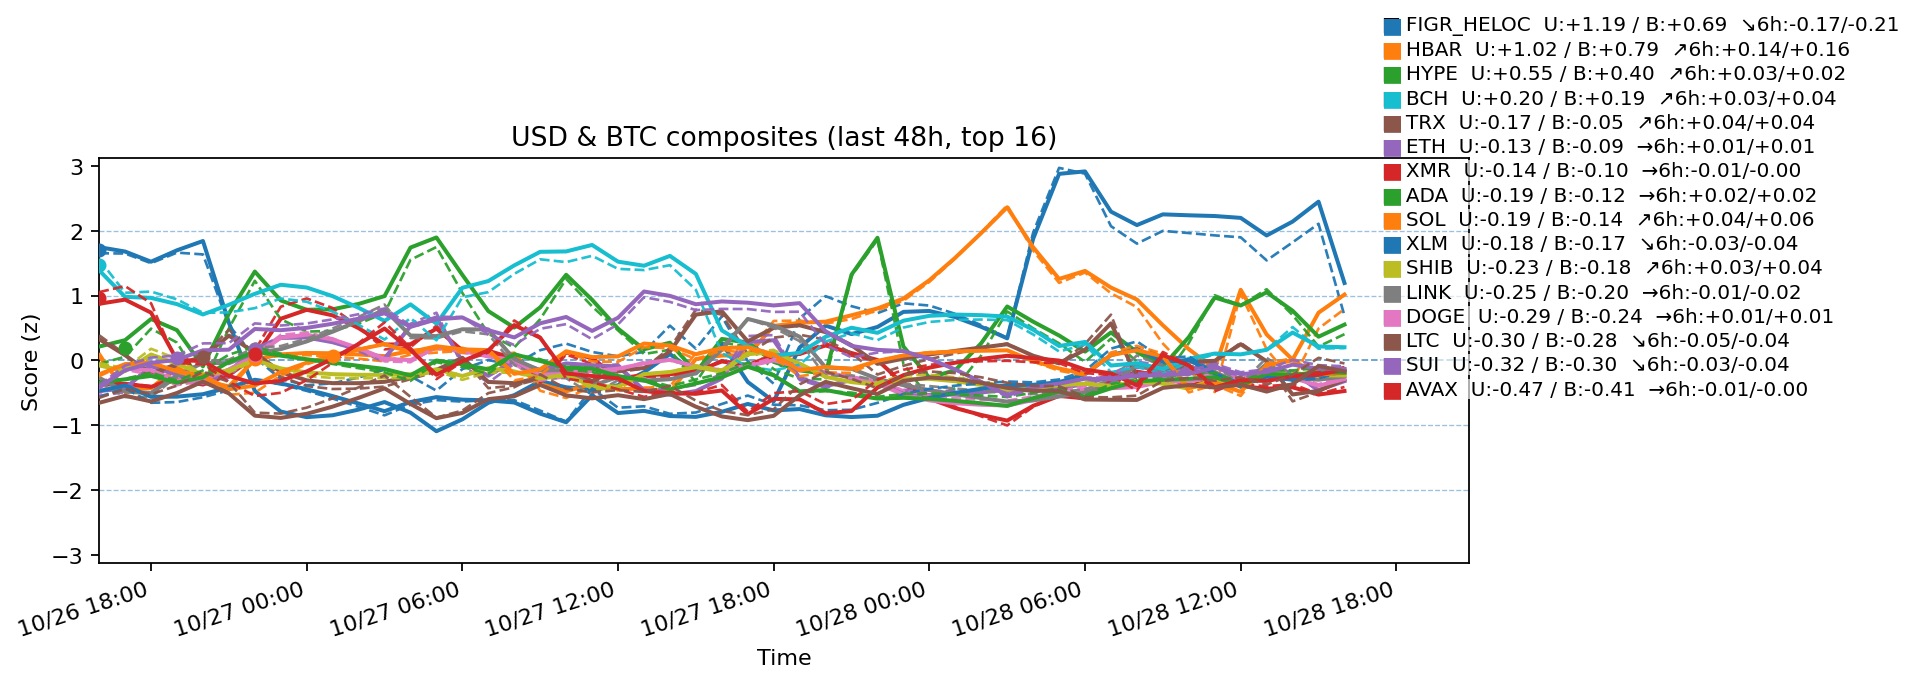 FIGR_HELOC  U:+1.19 / B:+0.69  ↘6h:-0.17/-0.21
HBAR  U:+1.02 / B:+0.79  ↗6h:+0.14/+0.16
HYPE  U:+0.55 / B:+0.40  ↗6h:+0.03/+0.02
BCH  U:+0.20 / B:+0.19  ↗6h:+0.03/+0.04
TRX  U:-0.17 / B:-0.05  ↗6h:+0.04/+0.04
ETH  U:-0.13 / B:-0.09  →6h:+0.01/+0.01
XMR  U:-0.14 / B:-0.10  →6h:-0.01/-0.00
ADA  U:-0.19 / B:-0.12  →6h:+0.02/+0.02
SOL  U:-0.19 / B:-0.14  ↗6h:+0.04/+0.06
XLM  U:-0.18 / B:-0.17  ↘6h:-0.03/-0.04
SHIB  U:-0.23 / B:-0.18  ↗6h:+0.03/+0.04
LINK  U:-0.25 / B:-0.20  →6h:-0.01/-0.02
DOGE  U:-0.29 / B:-0.24  →6h:+0.01/+0.01
LTC  U:-0.30 / B:-0.28  ↘6h:-0.05/-0.04
SUI  U:-0.32 / B:-0.30  ↘6h:-0.03/-0.04
AVAX  U:-0.47 / B:-0.41  →6h:-0.01/-0.00
USD & BTC composites (last 48h, top 16)
Score (z)
3
2
1
0
−1
−2
−3
10/26 18:00
10/27 00:00
10/27 06:00
10/27 12:00
10/27 18:00
10/28 00:00
10/28 06:00
10/28 12:00
10/28 18:00
Time